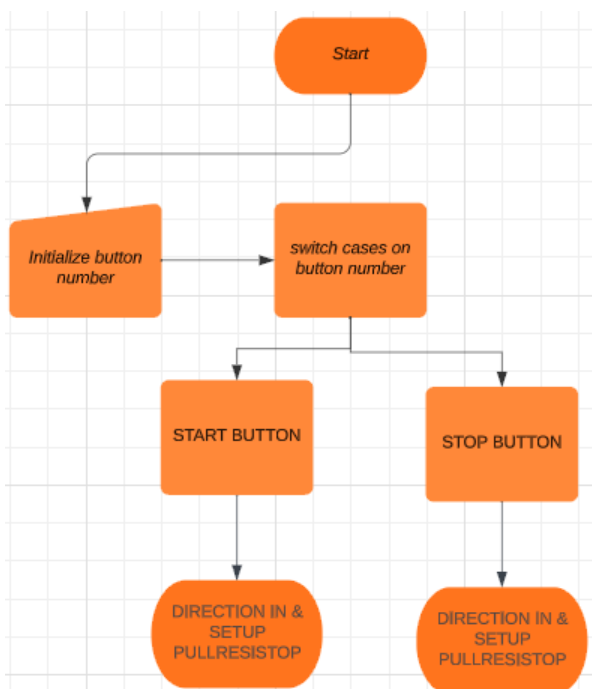 Start
Initialize button
number
switch cases on
button number
START BUTTON
STOP BUTTON
DIRECTION IN &
SETUP
PULLRESISTOP
DIRECTION IN &
SETUP
PULLRESISTOP